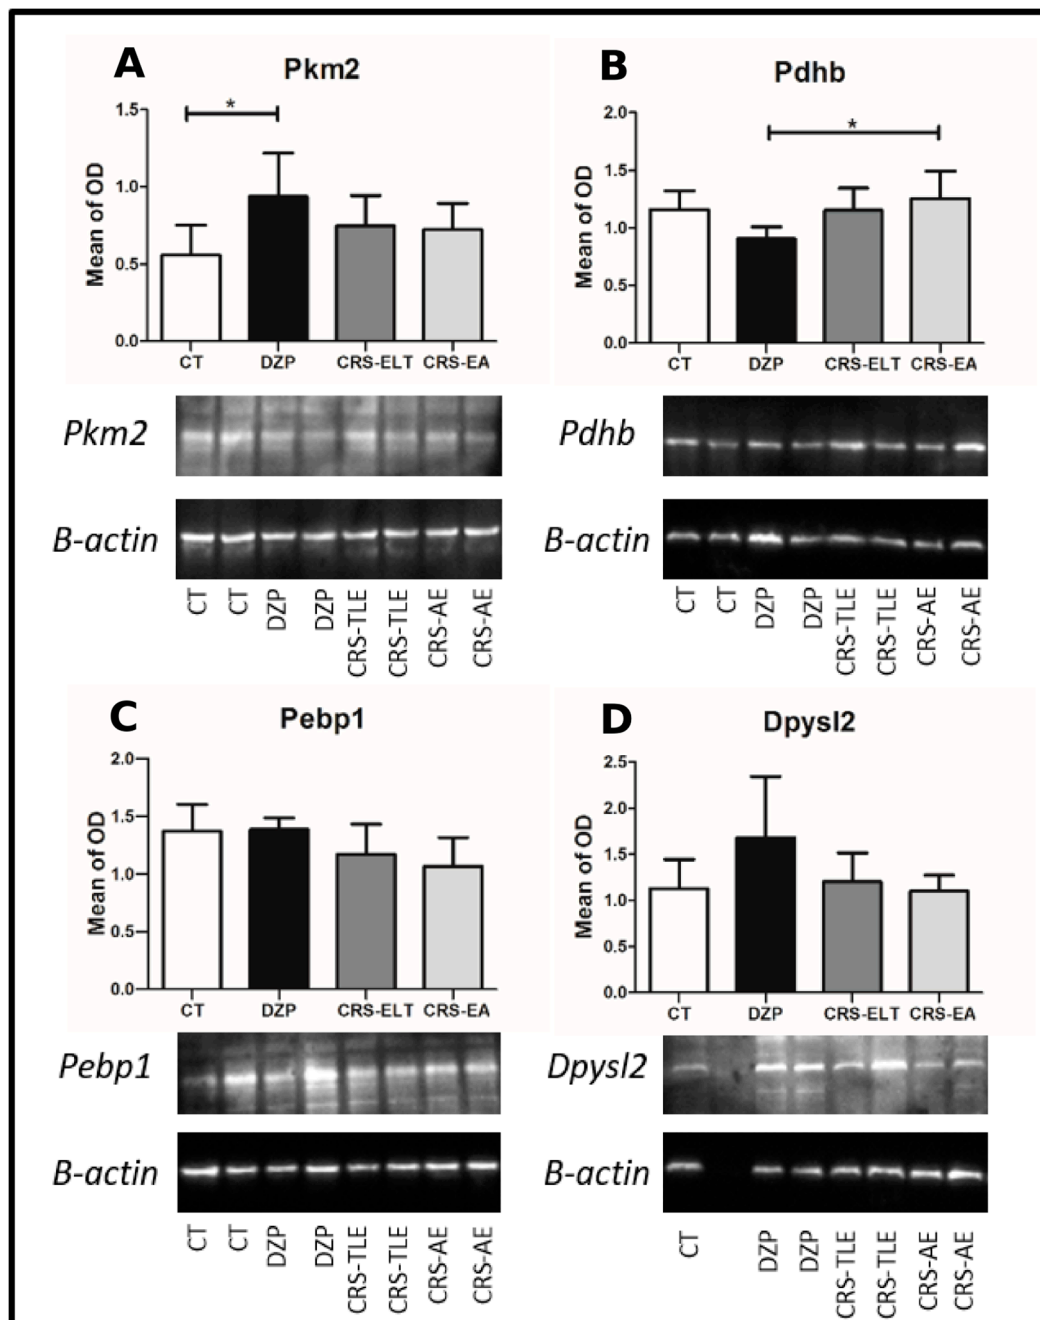 A
Pkm2
*
1.5
1.0
0.5
0.0
Mean of OD
CT DZP CRS-ELT CRS-EA
Pkm2
B-actin
CT CT DZP DZP CRS-TLE CRS-TLE CRS-AE CRS-AE
B
Pdhb
*
2.0
1.5
1.0
0.5
0.0
Mean of OD
CT DZP CRS-ELT CRS-EA
Pdhb
B-actin
CT CT DZP DZP CRS-TLE CRS-TLE CRS-AE CRS-AE
C
Pebp1
2.0
1.5
1.0
0.5
0.0
Mean of OD
CT DZP CRS-ELT CRS-EA
Pebp1
B-actin
CT CT DZP DZP CRS-TLE CRS-TLE CRS-AE CRS-AE
D
Dpysl2
2.5
2.0
1.5
1.0
0.5
0.0
Mean of OD
CT DZP CRS-ELT CRS-EA
Dpysl2
B-actin
CT DZP DZP CRS-TLE CRS-TLE CRS-AE CRS-AE